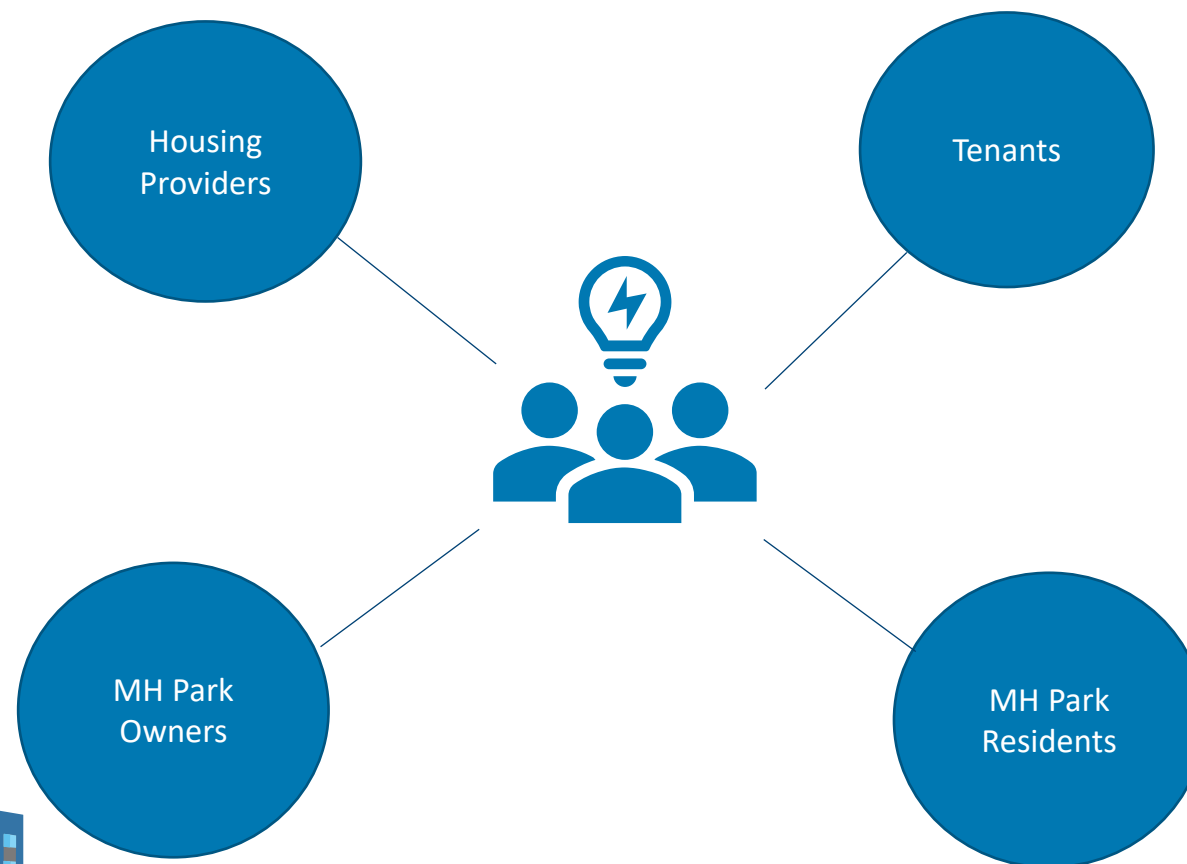 Housing
Providers
Tenants
MH Park
Owners
MH Park
Residents